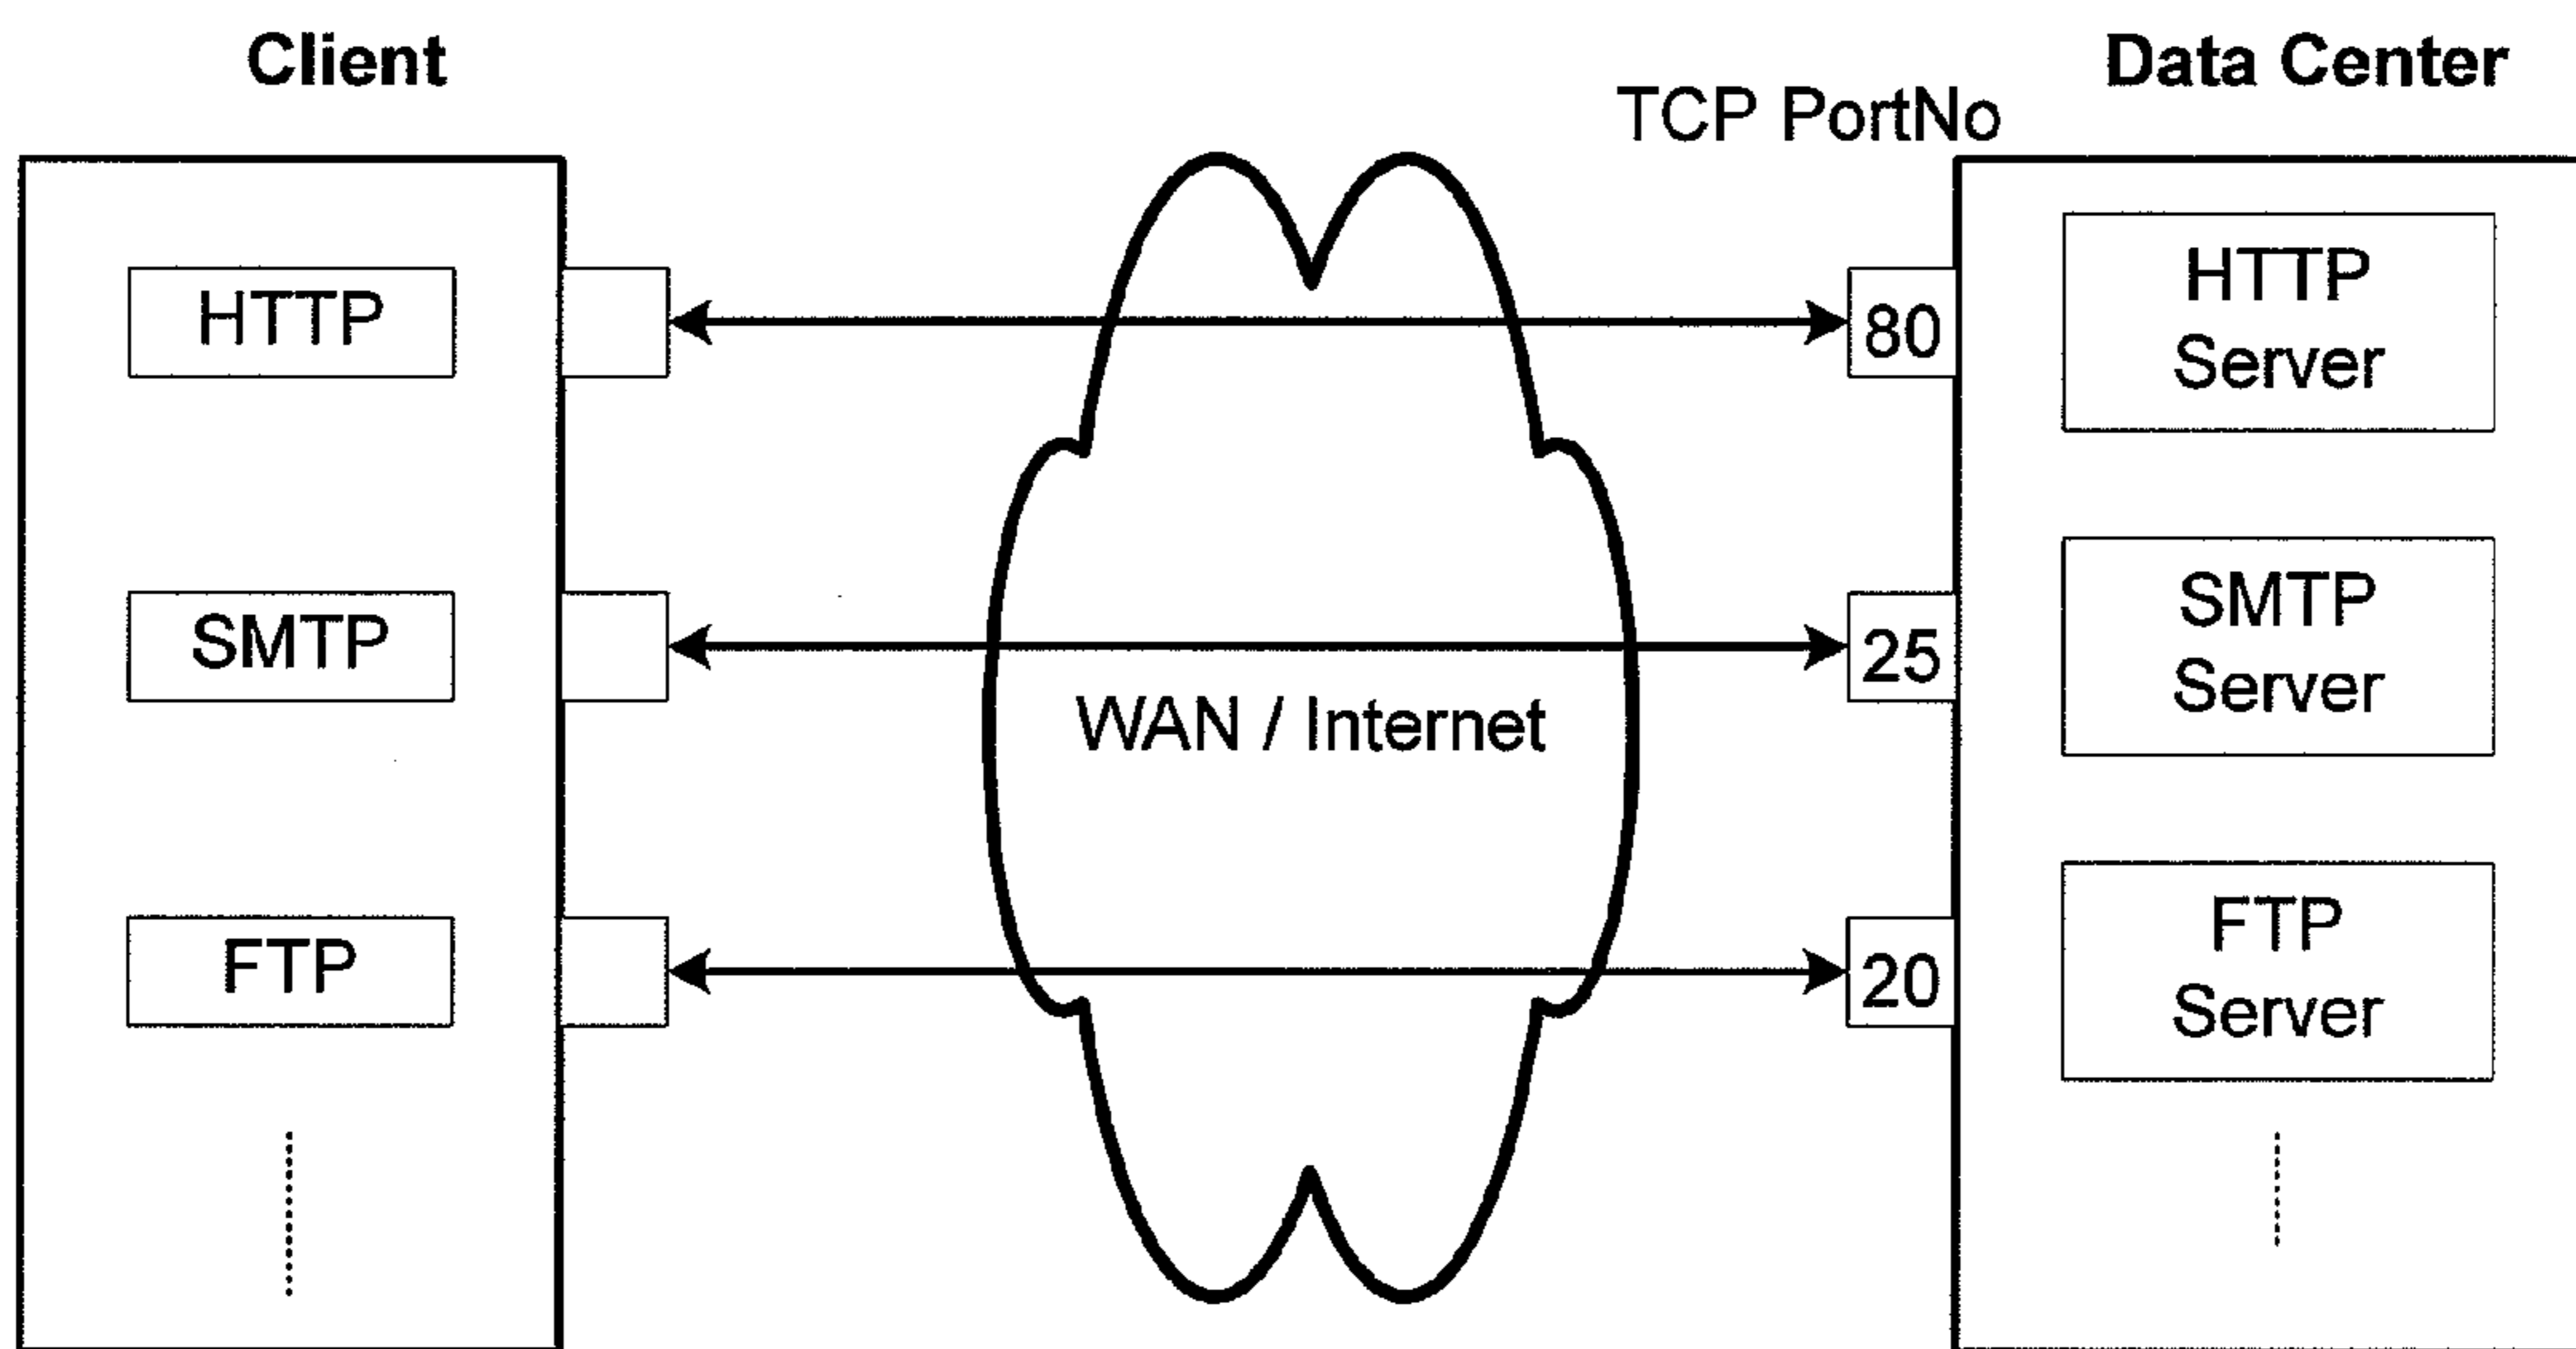 Client
Data Center
TCP PortNo
HTTP
80
HTTP
Server
SMTP
25
SMTP
Server
WAN / Internet
FTP
20
FTP
Server